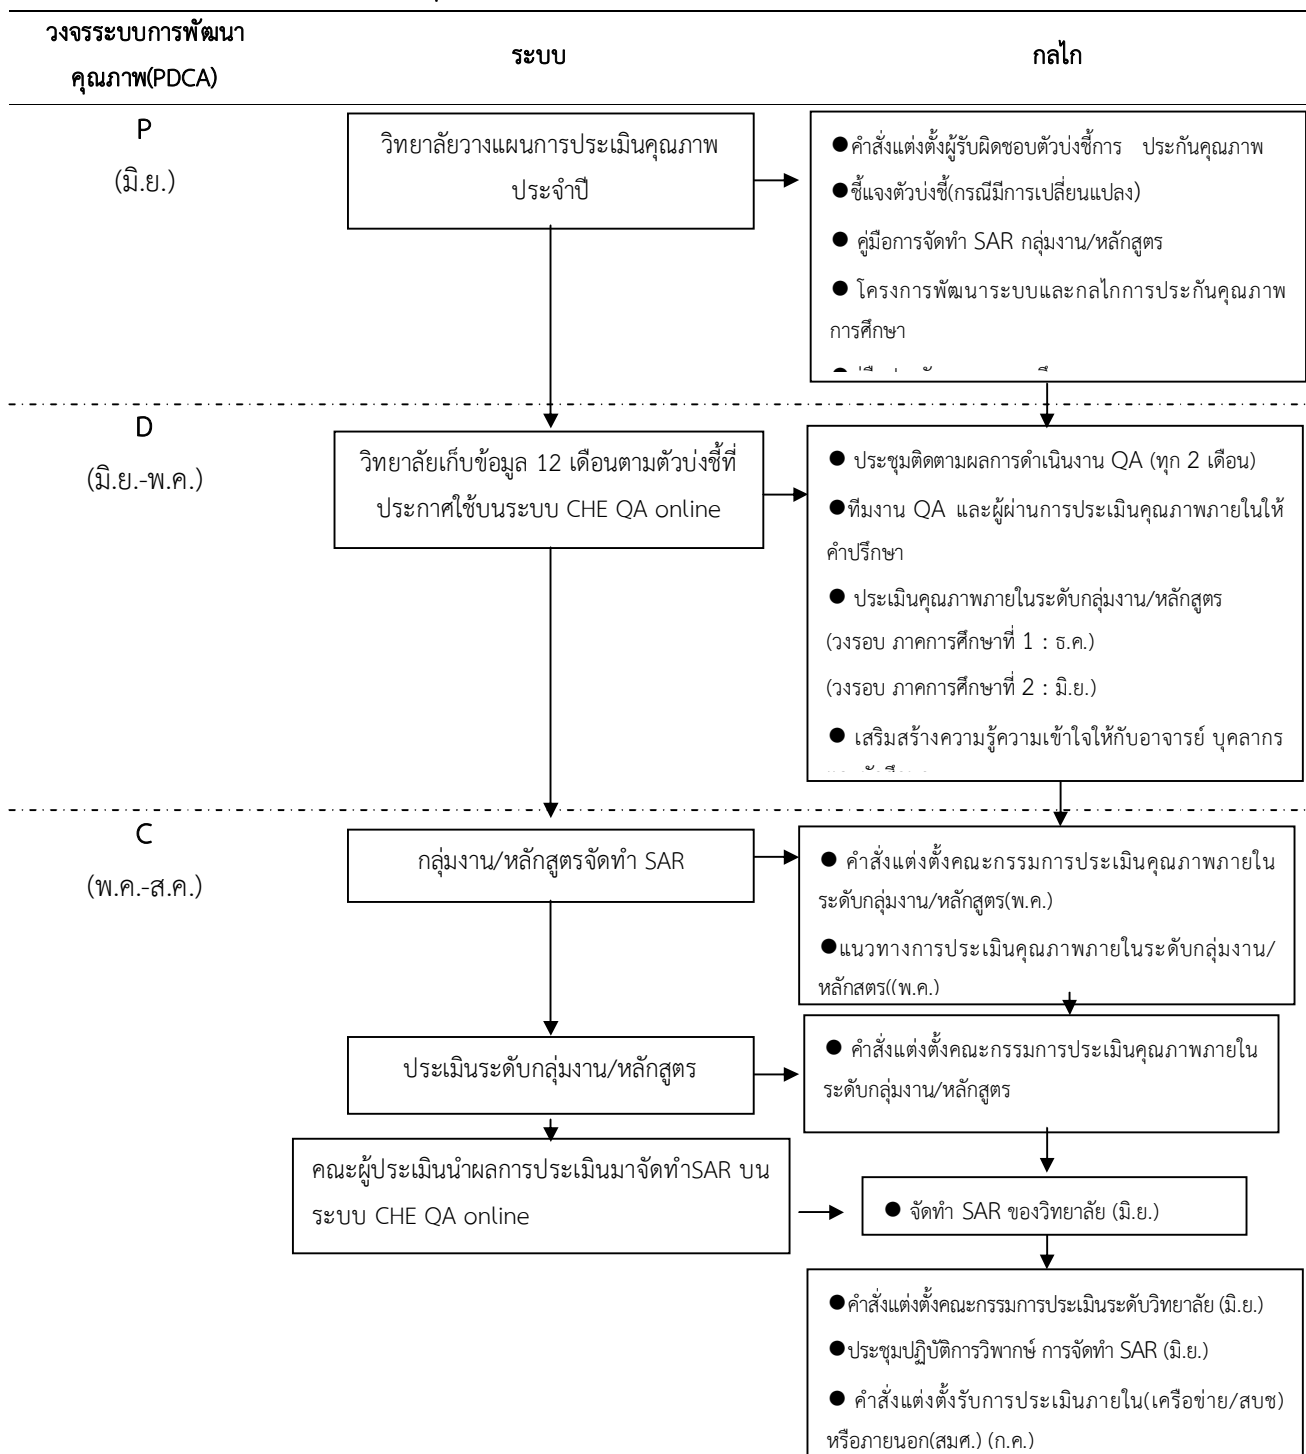 วงจรระบบการพัฒนา
คุณภาพ(PDCA)
ระบบ
กลไก
P
(มิ.ย.)
วิทยาลัยวางแผนการประเมินคุณภาพ
ประจำปี
●คำสั่งแต่งตั้งผู้รับผิดชอบตัวบ่งชี้การ ประกันคุณภาพ
●ชี้แจงตัวบ่งชี้(กรณีมีการเปลี่ยนแปลง)
● คู่มือการจัดทำ SAR กลุ่มงาน/หลักสูตร
● โครงการพัฒนาระบบและกลไกการประกันคุณภาพ
การศึกษา
D
(มิ.ย.-พ.ค.)
วิทยาลัยเก็บข้อมูล 12 เดือนตามตัวบ่งชี้ที่
ประกาศใช้บนระบบ CHE QA online
● ประชุมติดตามผลการดำเนินงาน QA (ทุก 2 เดือน)
●ทีมงาน QA และผู้ผ่านการประเมินคุณภาพภายในให้
คำปรึกษา
● ประเมินคุณภาพภายในระดับกลุ่มงาน/หลักสูตร
(วงรอบ ภาคการศึกษาที่ 1 : ธ.ค.)
(วงรอบ ภาคการศึกษาที่ 2 : มิ.ย.)
● เสริมสร้างความรู้ความเข้าใจให้กับอาจารย์ บุคลากร
C
(พ.ค.-ส.ค.)
กลุ่มงาน/หลักสูตรจัดทำ SAR
● คำสั่งแต่งตั้งคณะกรรมการประเมินคุณภาพภายใน
ระดับกลุ่มงาน/หลักสูตร(พ.ค.)
●แนวทางการประเมินคุณภาพภายในระดับกลุ่มงาน/
หลักสตร((พ.ค.)
ประเมินระดับกลุ่มงาน/หลักสูตร
● คำสั่งแต่งตั้งคณะกรรมการประเมินคุณภาพภายใน
ระดับกลุ่มงาน/หลักสูตร
คณะผู้ประเมินนำผลการประเมินมาจัดทำSAR บน
ระบบ CHE QA online
● จัดทำ SAR ของวิทยาลัย (มิ.ย.)
●คำสั่งแต่งตั้งคณะกรรมการประเมินระดับวิทยาลัย (มิ.ย.)
●ประชุมปฏิบัติการวิพากษ์ การจัดทำ SAR (มิ.ย.)
● คำสั่งแต่งตั้งรับการประเมินภายใน(เครือข่าย/สบช)
หรือภายนอก(สมศ.) (ก.ค.)